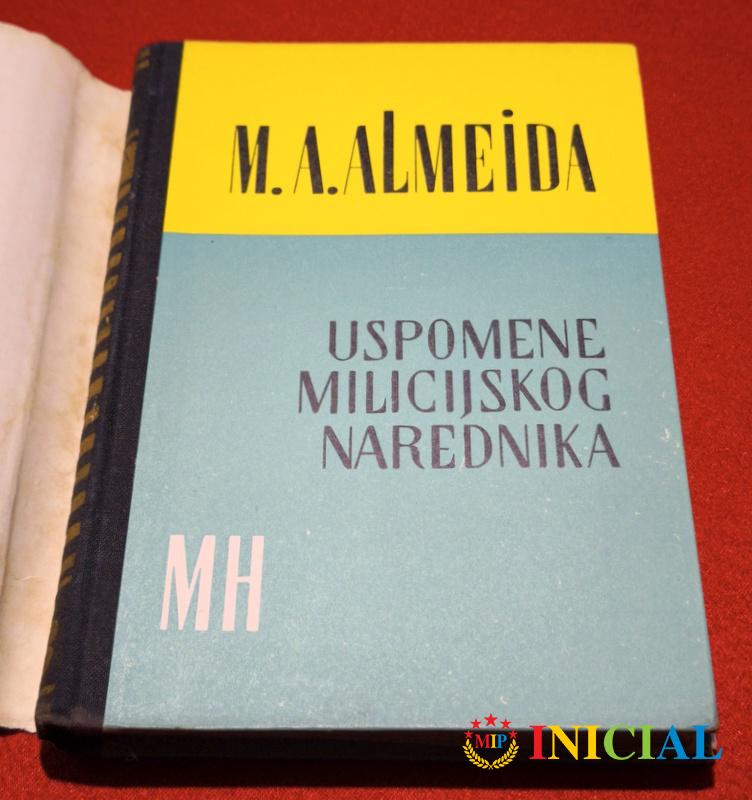 M.A.ALMEiDA
USPOMENE
MILICIJSKOG
NAREDNIKA
MH
MIP INICIAL